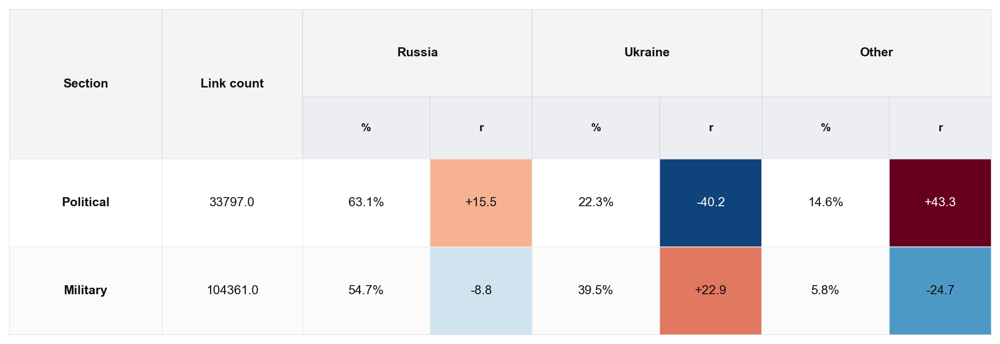 Section Link count Russia Ukraine Other
% r % r % r
Political 33797.0 63.1% +15.5 22.3% -40.2 14.6% +43.3
Military 104361.0 54.7% -8.8 39.5% +22.9 5.8% -24.7